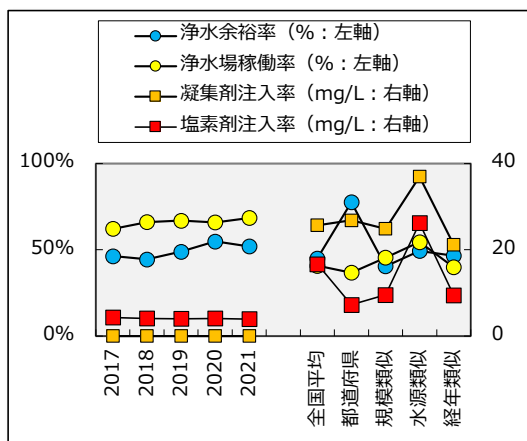 浄水余裕率（%：左軸）
浄水場稼働率（%：左軸）
凝集剤注入率（mg/L：右軸）
塩素剤注入率（mg/L：右軸）
100%
50%
0%
40
20
0
2017
2018
2019
2020
2021
全国平均
都道府県
規模類似
水源類似
経年類似